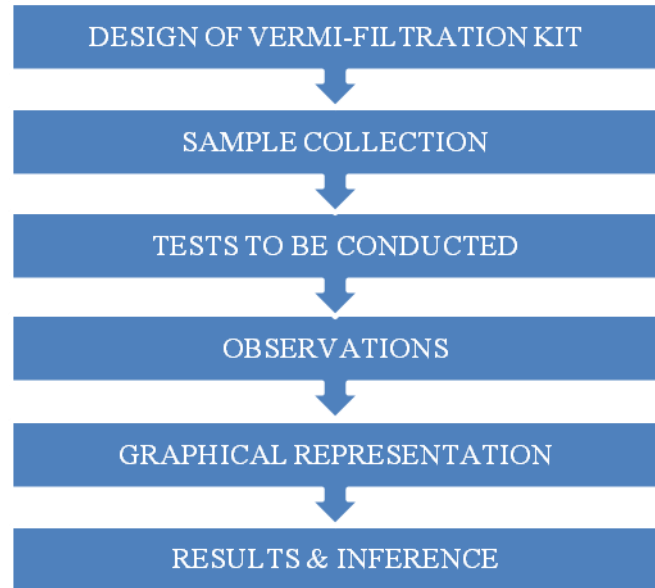 DESIGN OF VERMI-FILTRATION KIT
SAMPLE COLLECTION
TESTS TO BE CONDUCTED
OBSERVATIONS
GRAPHICAL REPRESENTATION
RESULTS & INFERENCE